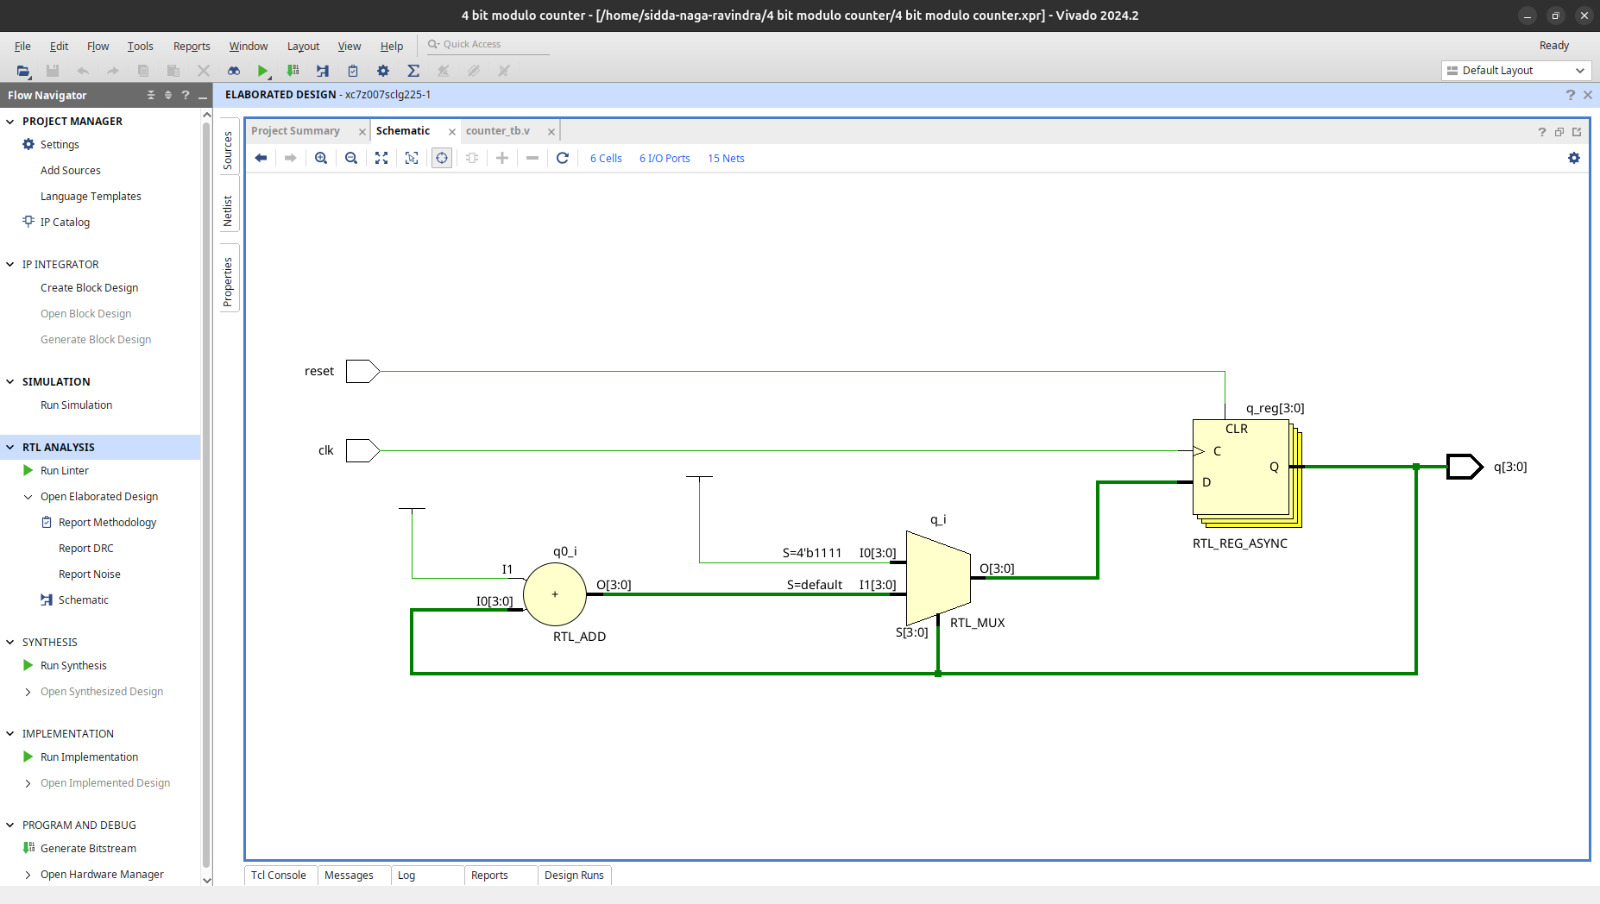 4 bit modulo counter - [/home/sidda-naga-ravindra/4 bit modulo counter/4 bit modulo counter.xpr] - Vivado 2024.2
File Edit Flow Tools Reports Window Layout View Help Quick Access Ready
Default Layout
Flow Navigator
ELABORATED DESIGN - xc7z007sclg225-1
PROJECT MANAGER
Settings
Add Sources
Language Templates
IP Catalog
IP INTEGRATOR
Create Block Design
Open Block Design
Generate Block Design
SIMULATION
Run Simulation
RTL ANALYSIS
Run Linter
Open Elaborated Design
Report Methodology
Report DRC
Report Noise
Schematic
SYNTHESIS
Run Synthesis
Open Synthesized Design
IMPLEMENTATION
Run Implementation
Open Implemented Design
PROGRAM AND DEBUG
Generate Bitstream
Open Hardware Manager
Sources
Netlist
Properties
Project Summary Schematic counter_tb.v
6 Cells 6 I/O Ports 15 Nets
reset
clk
q_reg[3:0]
CLR
C
Q
D
RTL_REG_ASYNC
q[3:0]
q_i
S=4'b1111 I0[3:0]
S=default I1[3:0]
S[3:0]
O[3:0]
RTL_MUX
q0_i
I1
I0[3:0]
+
O[3:0]
RTL_ADD
Tcl Console Messages Log Reports Design Runs